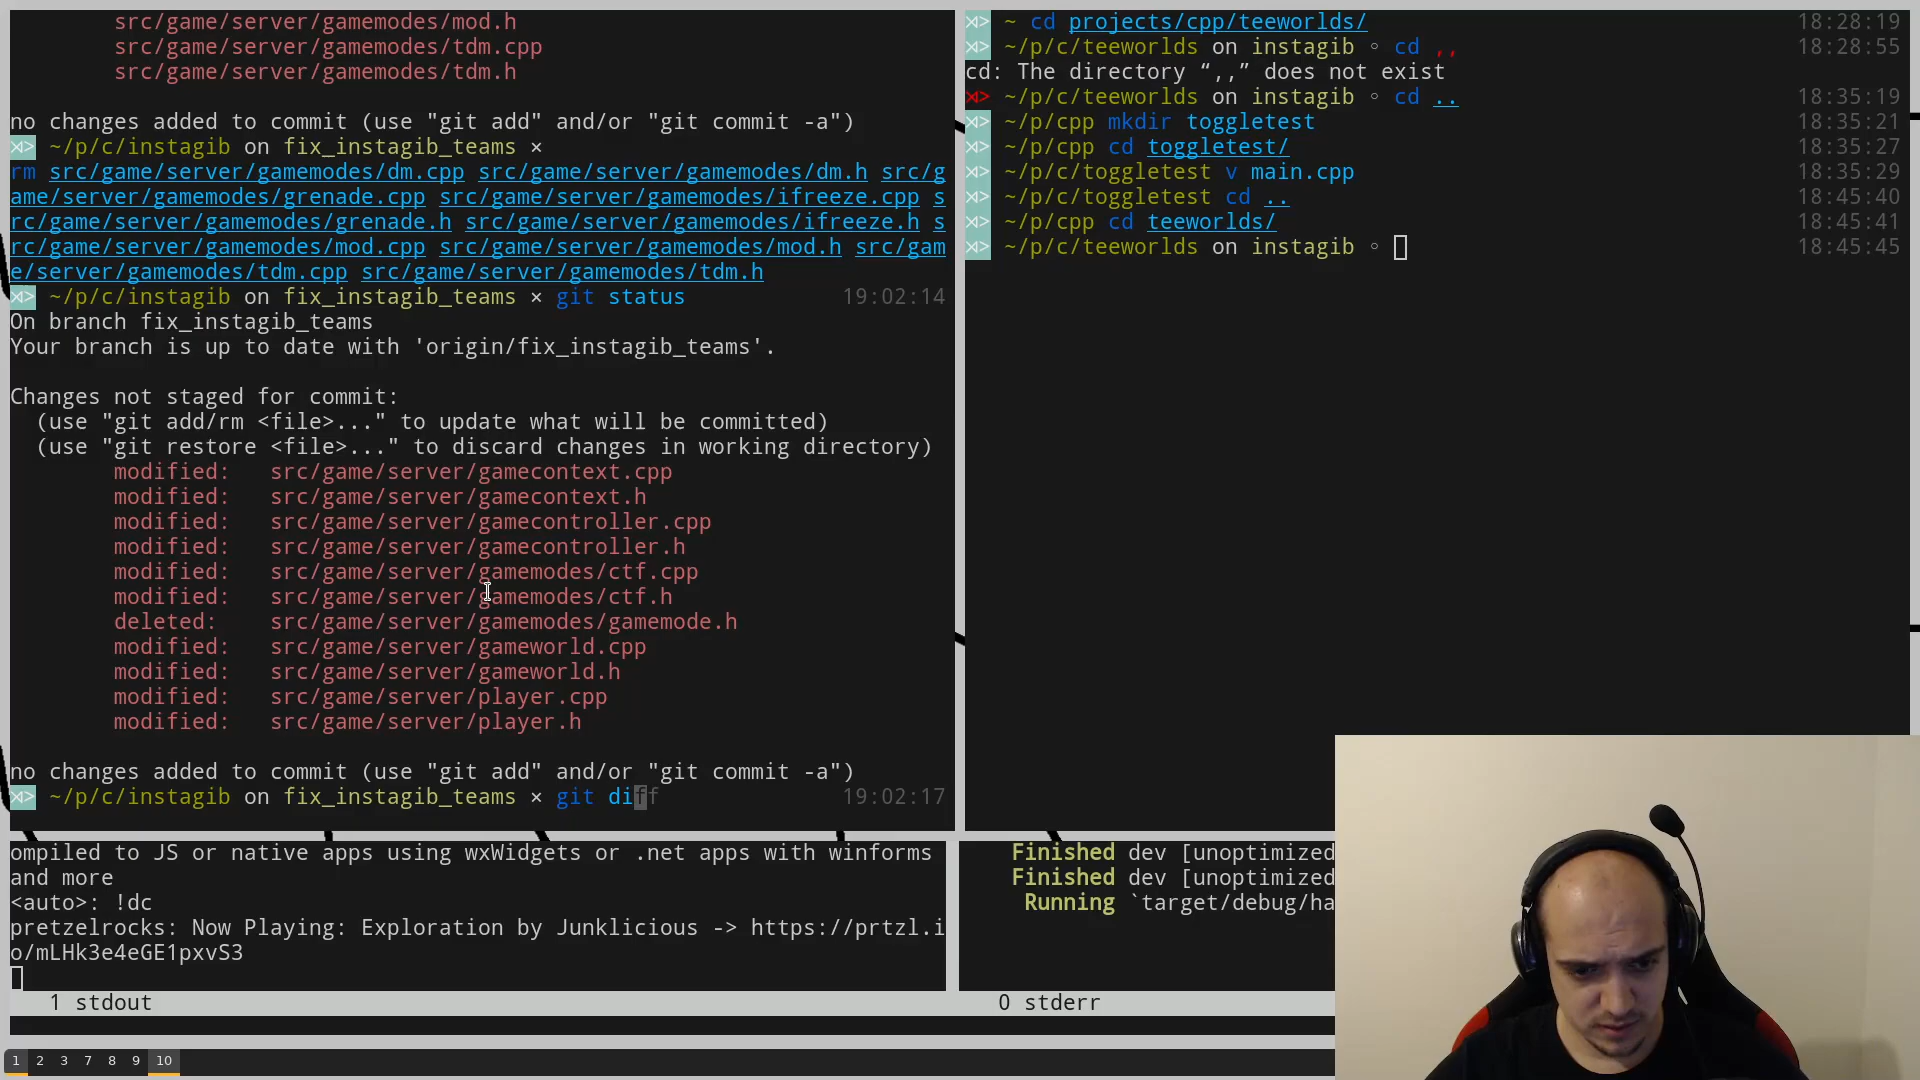 src/game/server/gamemodes/mod.h
src/game/server/gamemodes/tdm.cpp
src/game/server/gamemodes/tdm.h
no changes added to commit (use "git add" and/or "git commit -a")
~/p/c/instagib on fix_instagib_teams ×
rm src/game/server/gamemodes/dm.cpp src/game/server/gamemodes/dm.h src/g
ame/server/gamemodes/grenade.cpp src/game/server/gamemodes/ifreeze.cpp s
rc/game/server/gamemodes/grenade.h src/game/server/gamemodes/ifreeze.h s
rc/game/server/gamemodes/mod.cpp src/game/server/gamemodes/mod.h src/gam
e/server/gamemodes/tdm.cpp src/game/server/gamemodes/tdm.h
~/p/c/instagib on fix_instagib_teams × git status 19:02:14
On branch fix_instagib_teams
Your branch is up to date with 'origin/fix_instagib_teams'.
Changes not staged for commit:
(use "git add/rm <file>..." to update what will be committed)
(use "git restore <file>..." to discard changes in working directory)
modified: src/game/server/gamecontext.cpp
modified: src/game/server/gamecontext.h
modified: src/game/server/gamecontroller.cpp
modified: src/game/server/gamecontroller.h
modified: src/game/server/gamemodes/ctf.cpp
modified: src/game/server/gamemodes/ctf.h
deleted: src/game/server/gamemodes/gamemode.h
modified: src/game/server/gameworld.cpp
modified: src/game/server/gameworld.h
modified: src/game/server/player.cpp
modified: src/game/server/player.h
no changes added to commit (use "git add" and/or "git commit -a")
~/p/c/instagib on fix_instagib_teams × git diff 19:02:17
~ cd projects/cpp/teeworlds/ 18:28:19
~/p/c/teeworlds on instagib ◦ cd ,, 18:28:55
cd: The directory “,,” does not exist
~/p/c/teeworlds on instagib ◦ cd .. 18:35:19
~/p/cpp mkdir toggletest 18:35:21
~/p/cpp cd toggletest/ 18:35:27
~/p/c/toggletest v main.cpp 18:35:29
~/p/c/toggletest cd .. 18:45:40
~/p/cpp cd teeworlds/ 18:45:41
~/p/c/teeworlds on instagib ◦ 18:45:45
ompiled to JS or native apps using wxWidgets or .net apps with winforms
and more
<auto>: !dc
pretzelrocks: Now Playing: Exploration by Junklicious -> https://prtzl.i
o/mLHk3e4eGE1pxvS3
1 stdout
Finished dev [unoptimized
Finished dev [unoptimized
Running `target/debug/ha
0 stderr
1 2 3 7 8 9 10